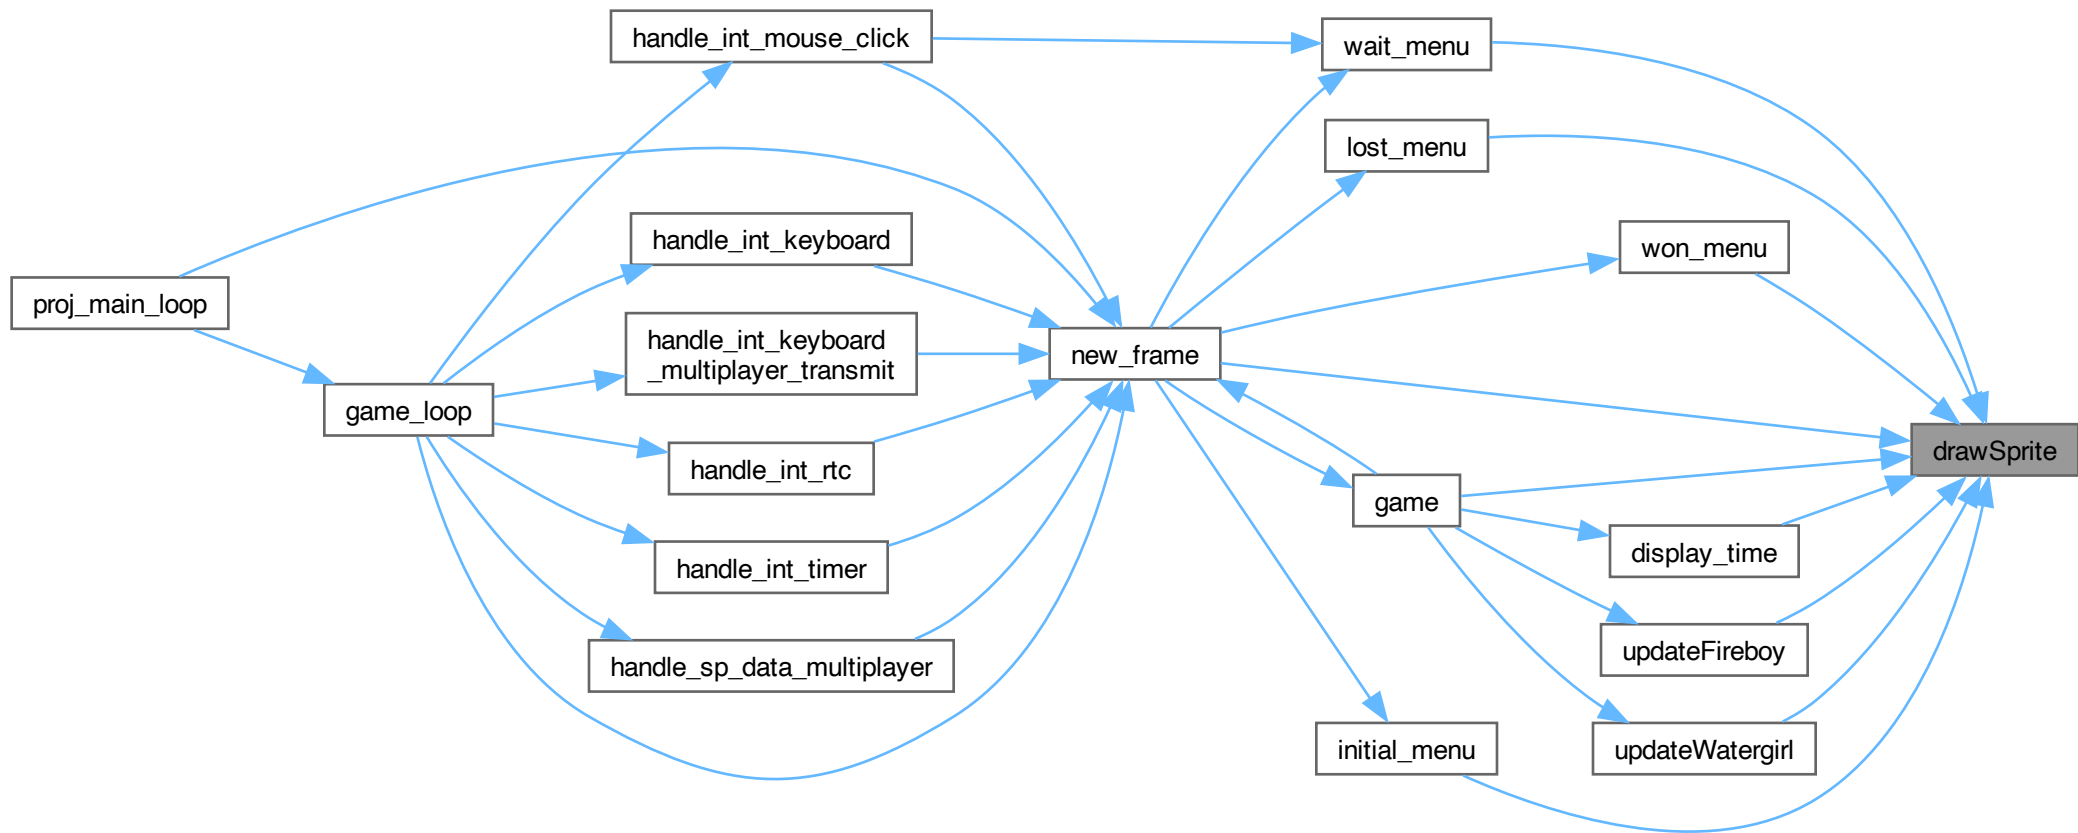 handle_int_mouse_click
wait_menu
lost_menu
handle_int_keyboard
won_menu
proj_main_loop
handle_int_keyboard
_multiplayer_transmit
new_frame
game_loop
drawSprite
handle_int_rtc
game
display_time
handle_int_timer
updateFireboy
handle_sp_data_multiplayer
initial_menu
updateWatergirl